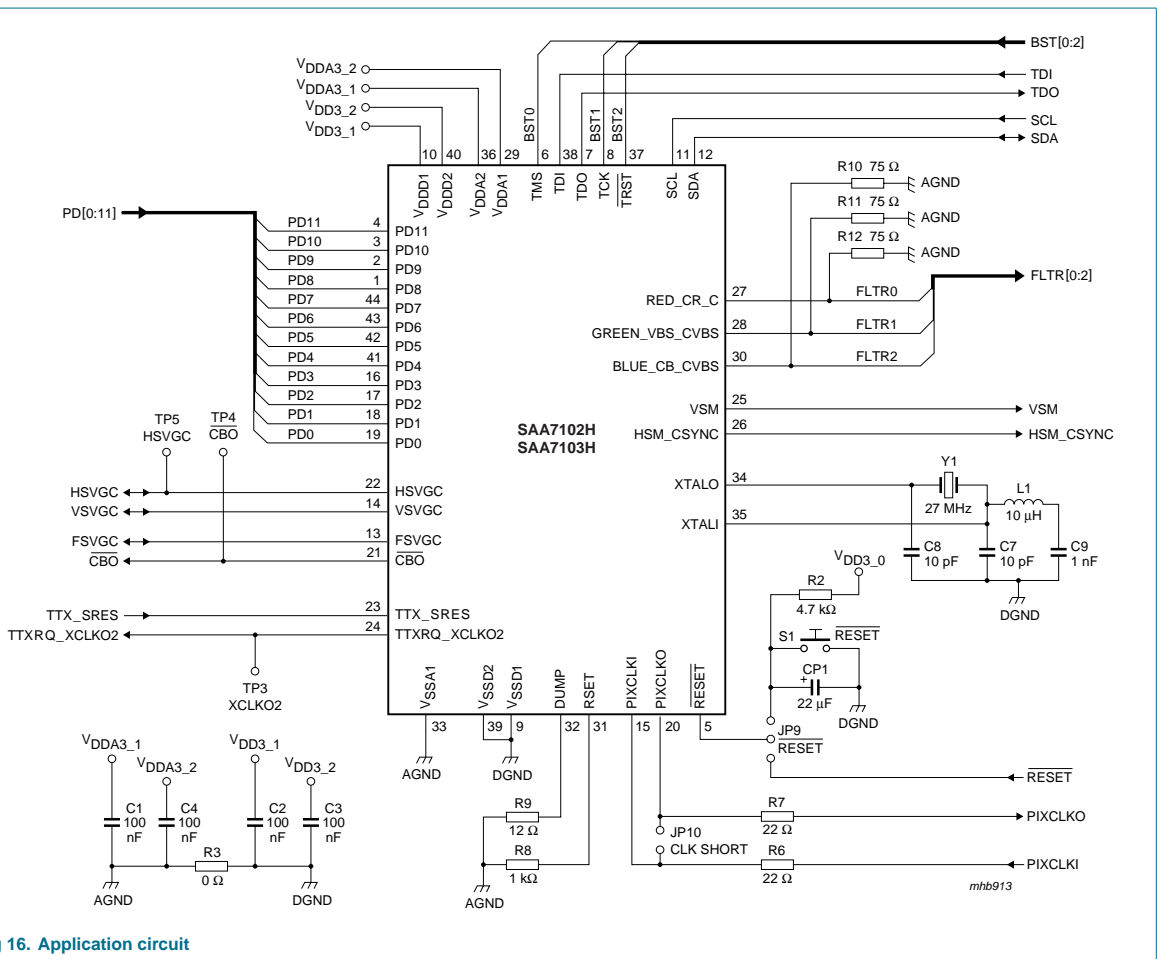 BST[0:2]
TDI
TDO
SCL
SDA
VDDA3_2
VDDA3_1
VDD3_2
VDD3_1
BST0
BST1
BST2
10 40 36 29 6 38 7 8 37 11 12
VDDD1
VDDD2
VDDA2
VDDA1
TMS
TDI
TDO
TCK
TRST
SCL
SDA
R10 75 Ω
AGND
R11 75 Ω
AGND
R12 75 Ω
AGND
PD[0:11]
PD11 4 PD11
PD10 3 PD10
PD9 2 PD9
PD8 1 PD8
PD7 44 PD7
PD6 43 PD6
PD5 42 PD5
PD4 41 PD4
PD3 16 PD3
PD2 17 PD2
PD1 18 PD1
PD0 19 PD0
RED_CR_C 27 FLTR0
FLTR[0:2]
GREEN_VBS_CVBS 28 FLTR1
BLUE_CB_CVBS 30 FLTR2
VSM 25 VSM
HSM_CSYNC 26 HSM_CSYNC
SAA7102H
SAA7103H
TP5
HSVGC
TP4
CBO
HSVGC 22 HSVGC
VSVGC 14 VSVGC
FSVGC 13 FSVGC
CBO 21 CBO
XTALO 34
XTALI 35
Y1
27 MHz
L1
10 μH
C8
10 pF
C7
10 pF
C9
1 nF
DGND
TTX_SRES 23 TTX_SRES
TTXRQ_XCLKO2 24 TTXRQ_XCLKO2
TP3
XCLKO2
VDD3_0
R2
4.7 kΩ
S1 RESET
CP1
+
22 μF
DGND
JP9
RESET
RESET
VSSA1
VSSD2
VSSD1
DUMP
RSET
PIXCLKI
PIXCLKO
RESET
33 39 9 32 31 15 20 5
AGND
DGND
VDDA3_1
VDDA3_2
VDD3_1
VDD3_2
C1
100
nF
C4
100
nF
C2
100
nF
C3
100
nF
R3
0 Ω
AGND
DGND
R9
12 Ω
R8
1 kΩ
AGND
JP10
CLK SHORT
R7
22 Ω
PIXCLKO
R6
22 Ω
PIXCLKI
mhb913
16. Application circuit